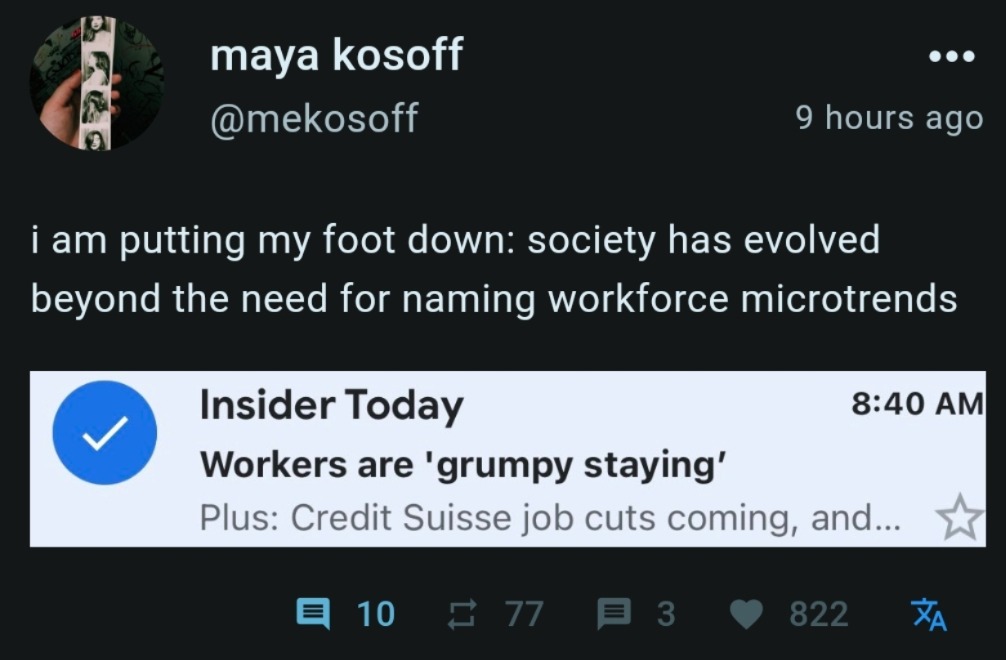 maya kosoff
@mekosoff
9 hours ago
i am putting my foot down: society has evolved
beyond the need for naming workforce microtrends
Insider Today
8:40 AM
Workers are 'grumpy staying'
Plus: Credit Suisse job cuts coming, and...
10 77 3 822